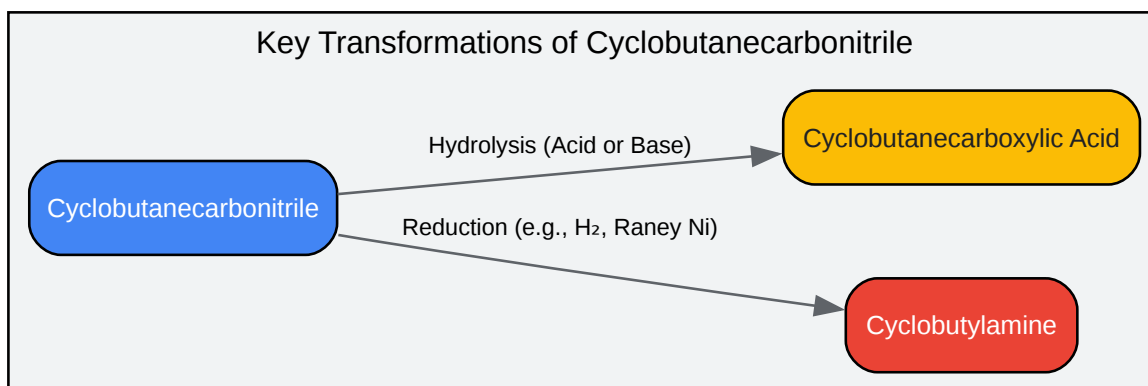 Key Transformations of Cyclobutanecarbonitrile
Hydrolysis (Acid or Base)
Cyclobutanecarboxylic Acid
Cyclobutanecarbonitrile
Reduction (e.g., H₂, Raney Ni)
Cyclobutylamine